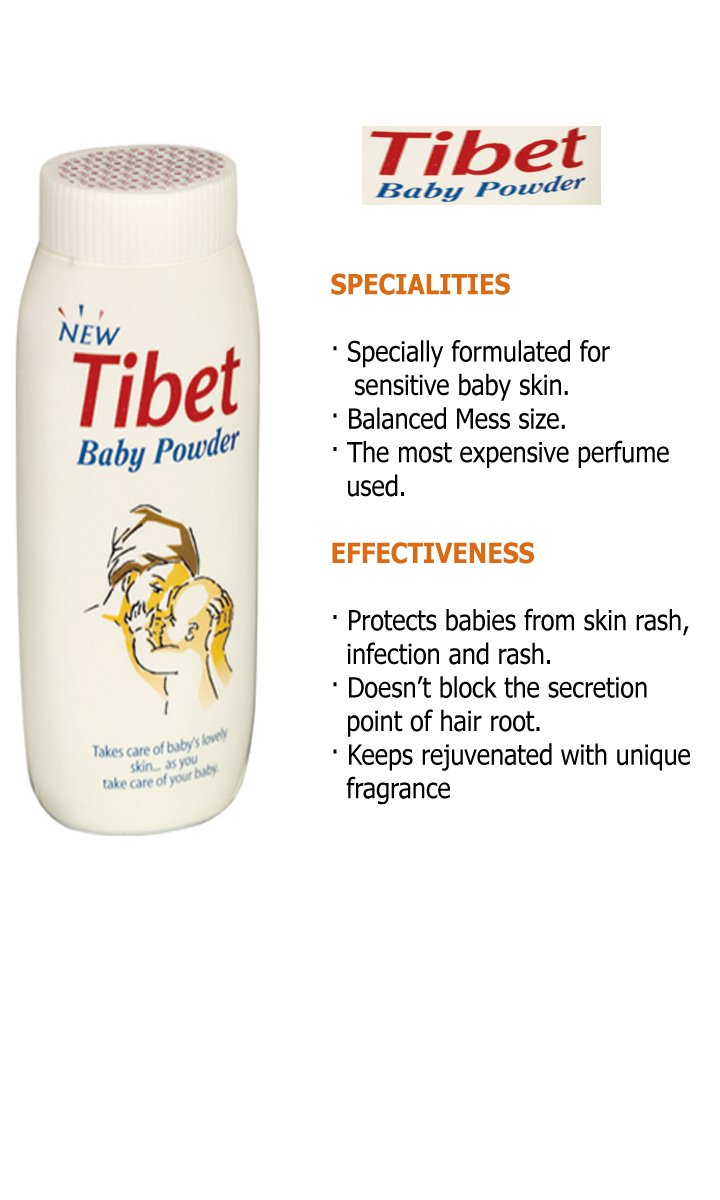 NEW
Tibet
Baby Powder
Takes care of baby's lovely
skin... as you
take care of your baby.
Tibet
Baby Powder
SPECIALITIES
· Specially formulated for
sensitive baby skin.
· Balanced Mess size.
· The most expensive perfume
used.
EFFECTIVENESS
· Protects babies from skin rash,
infection and rash.
· Doesn’t block the secretion
point of hair root.
· Keeps rejuvenated with unique
fragrance